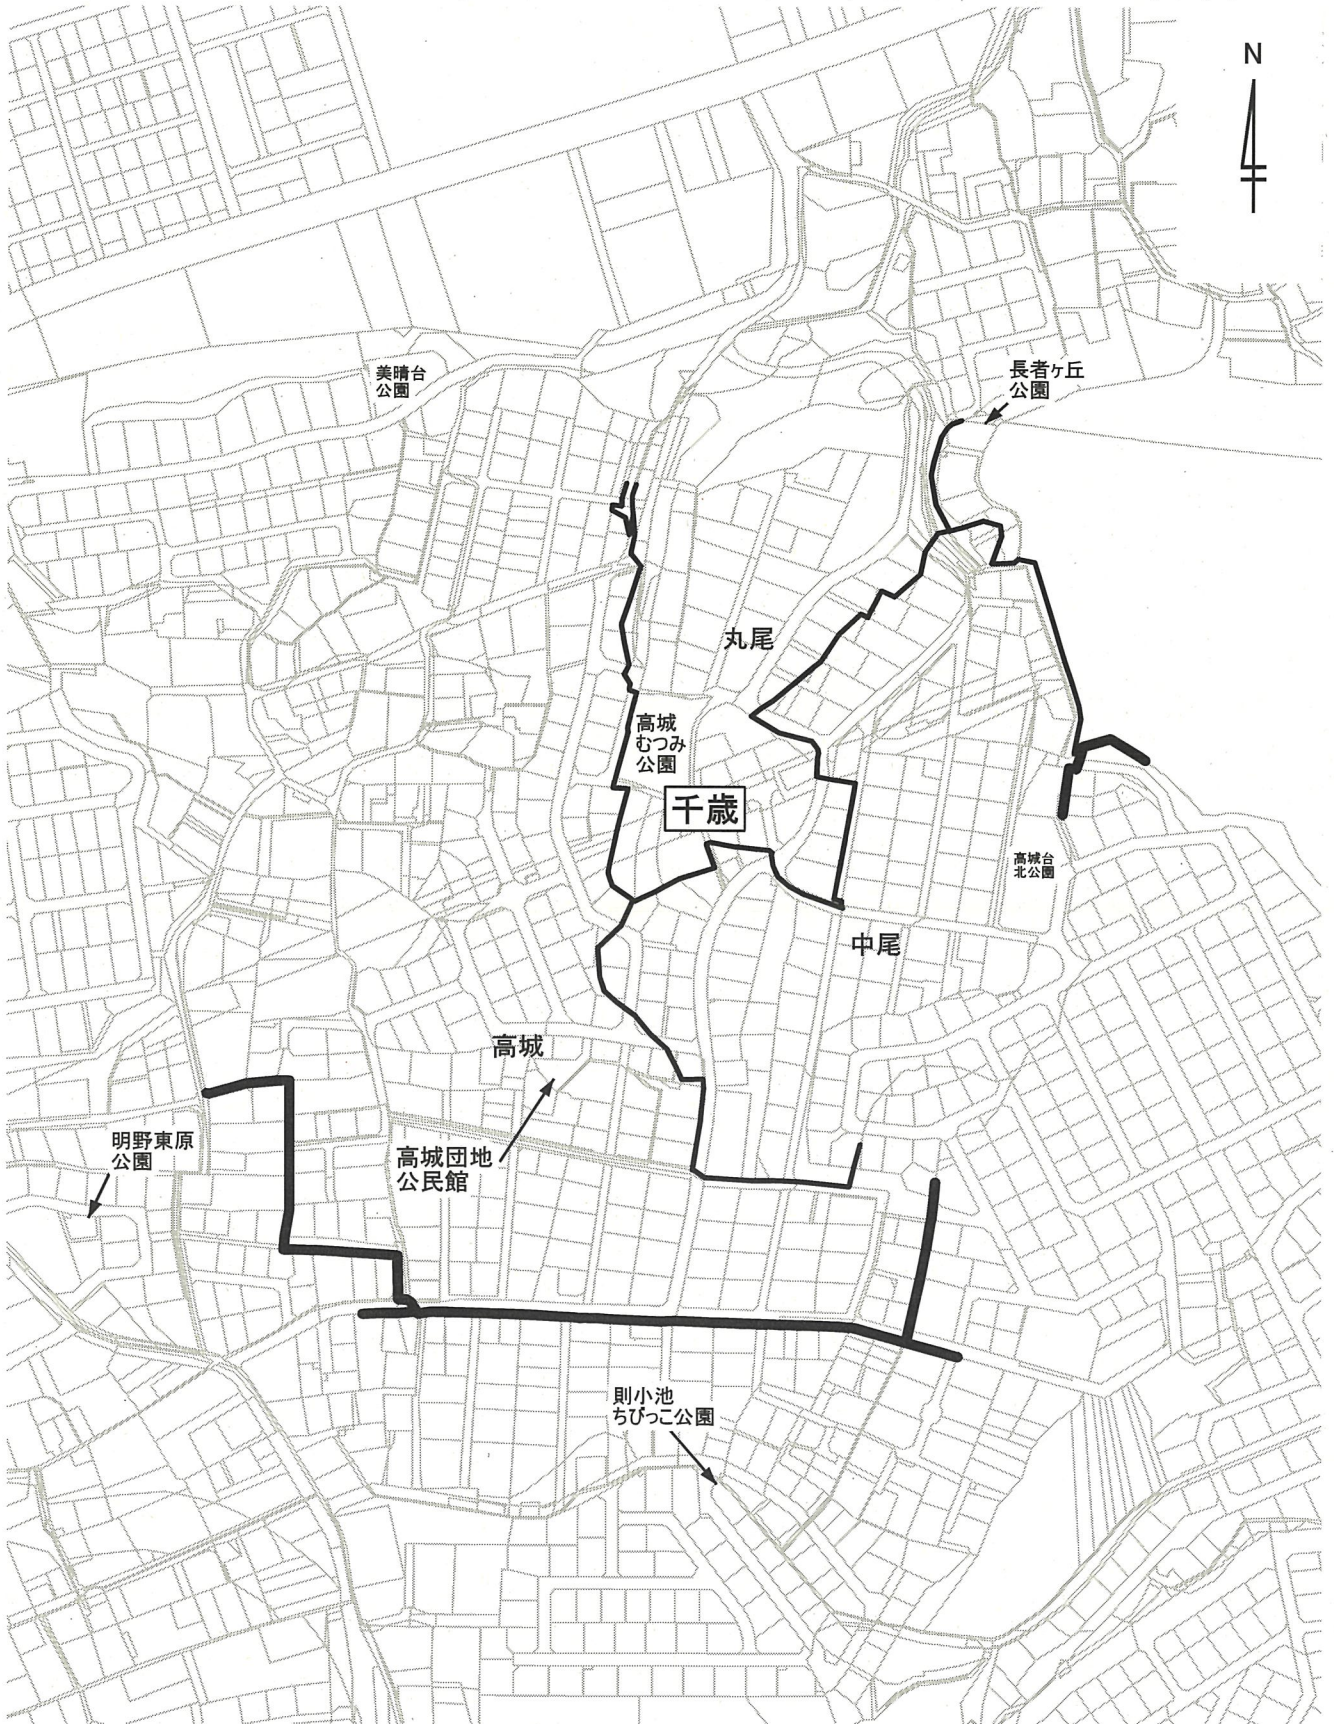 N
美晴台
公園
長者ヶ丘
公園
丸尾
高城
むつみ
公園
千歳
高城台
北公園
中尾
高城
明野東原
公園
高城団地
公民館
則小池
ちびっこ公園